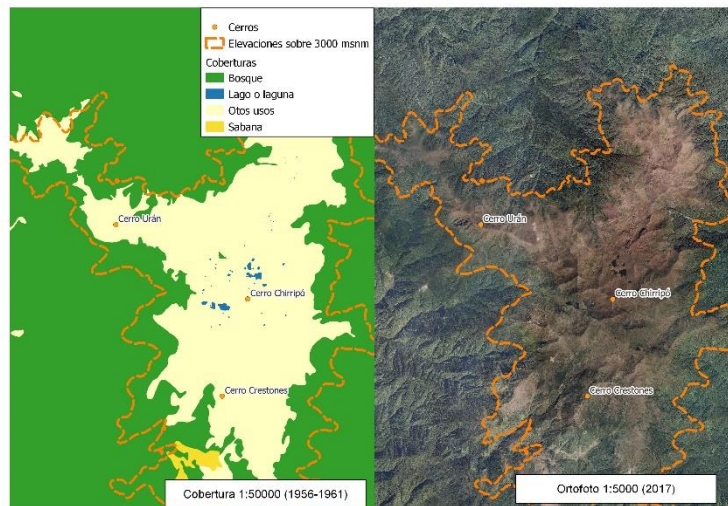 Cerros
Elevaciones sobre 3000 msnm
Coberturas
Bosque
Lago o laguna
Otos usos
Sabana
Cerro Urán
Cerro Chirripó
Cerro Crestones
Cobertura 1:50000 (1956-1961)
Cerro Urán
Cerro Chirripó
Cerro Crestones
Ortofoto 1:5000 (2017)